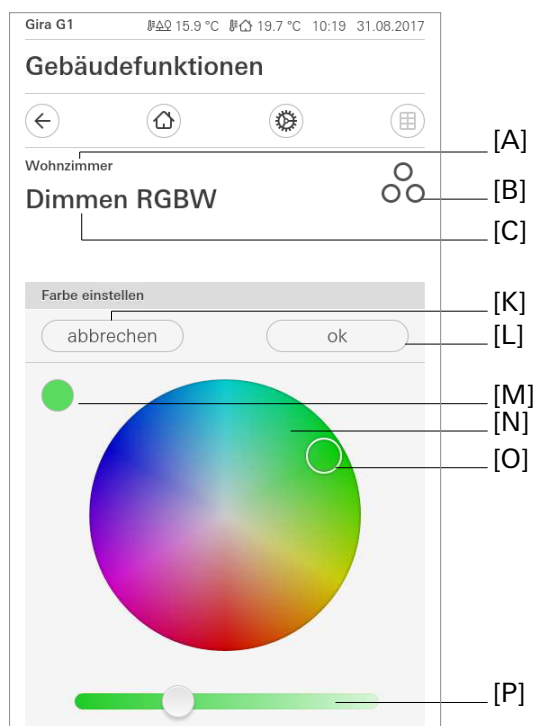 Gira G1 15.9 °C 19.7 °C 10:19 31.08.2017
Gebäudefunktionen
[A]
Wohnzimmer
[B]
Dimmen RGBW
[C]
Farbe einstellen
[K]
abbrechen ok
[L]
[M]
[N]
[O]
[P]